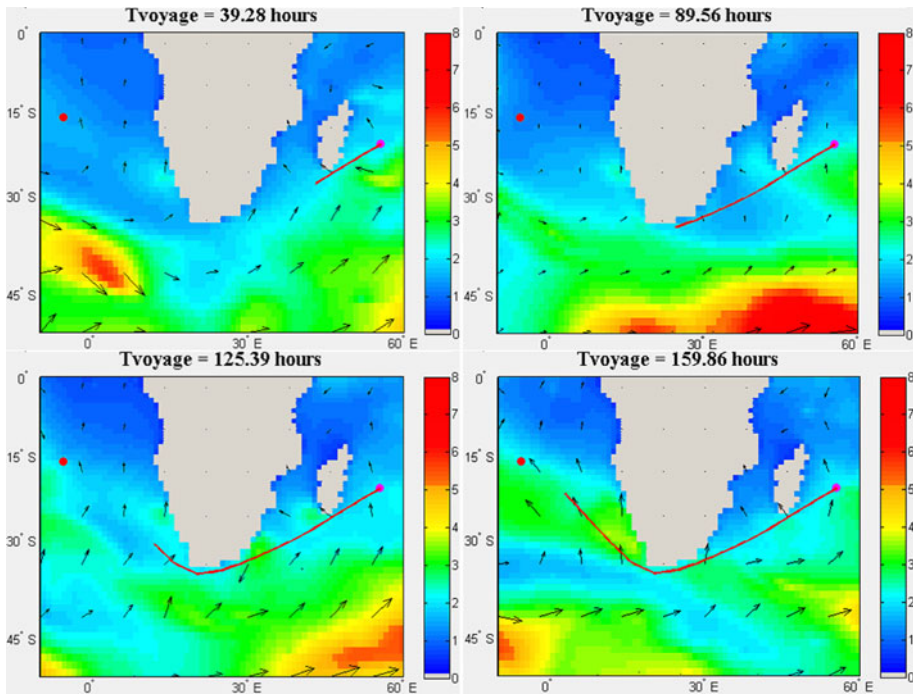 Tvoyage = 39.28 hours
0°
15° S
30° S
45° S
0°
30° E
60° E
8
7
6
5
4
3
2
1
0
Tvoyage = 89.56 hours
0°
15° S
30° S
45° S
0°
30° E
60° E
8
7
6
5
4
3
2
1
0
Tvoyage = 125.39 hours
0°
15° S
30° S
45° S
0°
30° E
60° E
8
7
6
5
4
3
2
1
0
Tvoyage = 159.86 hours
0°
15° S
30° S
45° S
0°
30° E
60° E
8
7
6
5
4
3
2
1
0